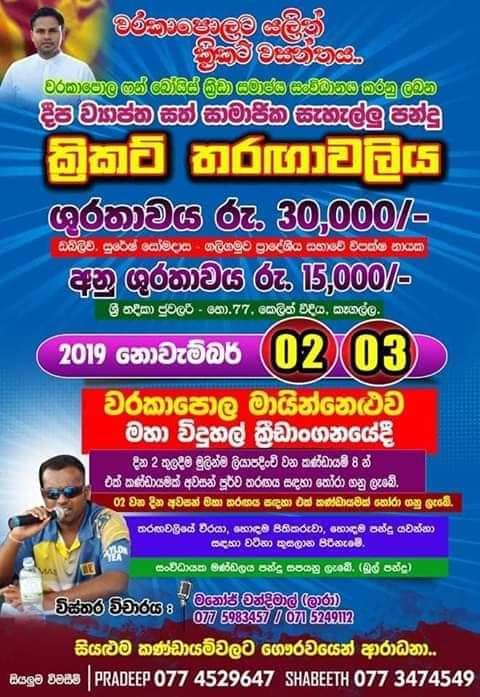 වරකාපොලට යලිත්
ක්‍රිකට් වසන්තය..
වරකාපොල ෆන් බෝයිස් ක්‍රීඩා සමාජය සංවිධානය කරනු ලබන
දීප ව්‍යාප්ත සත් සාමාජික සැහැල්ලු පන්දු
ක්‍රිකට් තරඟාවලිය
ශූරතාවය රු. 30,000/-
ඩබ්ලිව්. සුරේෂ් සෝමදාස - ගලිගමුව ප්‍රාදේශීය සභාවේ විපක්ෂ නායක
අනු ශූරතාවය රු. 15,000/-
ශ්‍රී තදීකා ජුවලරි - නො.77, කෙලින් වීදිය, කෑගල්ල.
2019 නොවැම්බර් 02 03
වරකාපොල මායින්නොළුව
මහා විදුහල් ක්‍රීඩාංගනයේදී
දින 2 තුලදීම මුලින්ම ලියාපදිංචි වන කණ්ඩායම් 8 න්
එක් කණ්ඩායමක් අවසන් පූර්ව තරඟය සඳහා තෝරා ගනු ලැබේ.
02 වන දින අවසන් මහා තරඟය සඳහා එක් කණ්ඩායමක් තෝරා ගනු ලැබේ.
තරඟාවලියේ වීරයා, හොඳම පිතිකරුවා, හොඳම පන්දු යවන්නා
සඳහා වටිනා කුසලාන පිරිනැමේ.
සංවිධායක මණ්ඩලය පන්දු සපයනු ලැබේ. (බූල් පන්දු)
විස්තර විචාරය :
මනෝජ් චන්දිමාල් (ලාරා)
077 5983457 / 071 5249112
සියළුම කණ්ඩායම්වලට ගෞරවයෙන් ආරාධනා..
සියලුම විමසීම් PRADEEP 077 4529647 SHABEETH 077 3474549